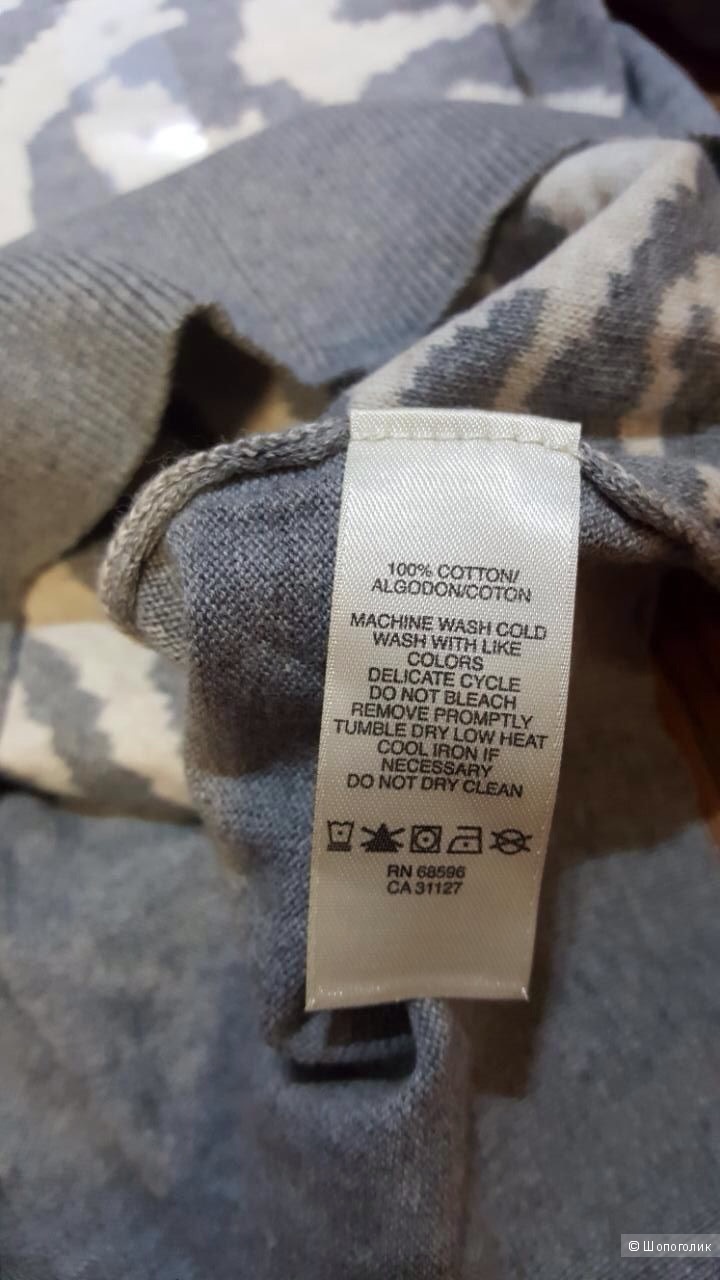 100% COTTON/
ALGODON/COTON
MACHINE WASH COLD
WASH WITH LIKE
COLORS
DELICATE CYCLE
DO NOT BLEACH
REMOVE PROMPTLY
TUMBLE DRY LOW HEAT
COOL IRON IF
NECESSARY
DO NOT DRY CLEAN
RN 68596
CA 31127
© Шопоголик